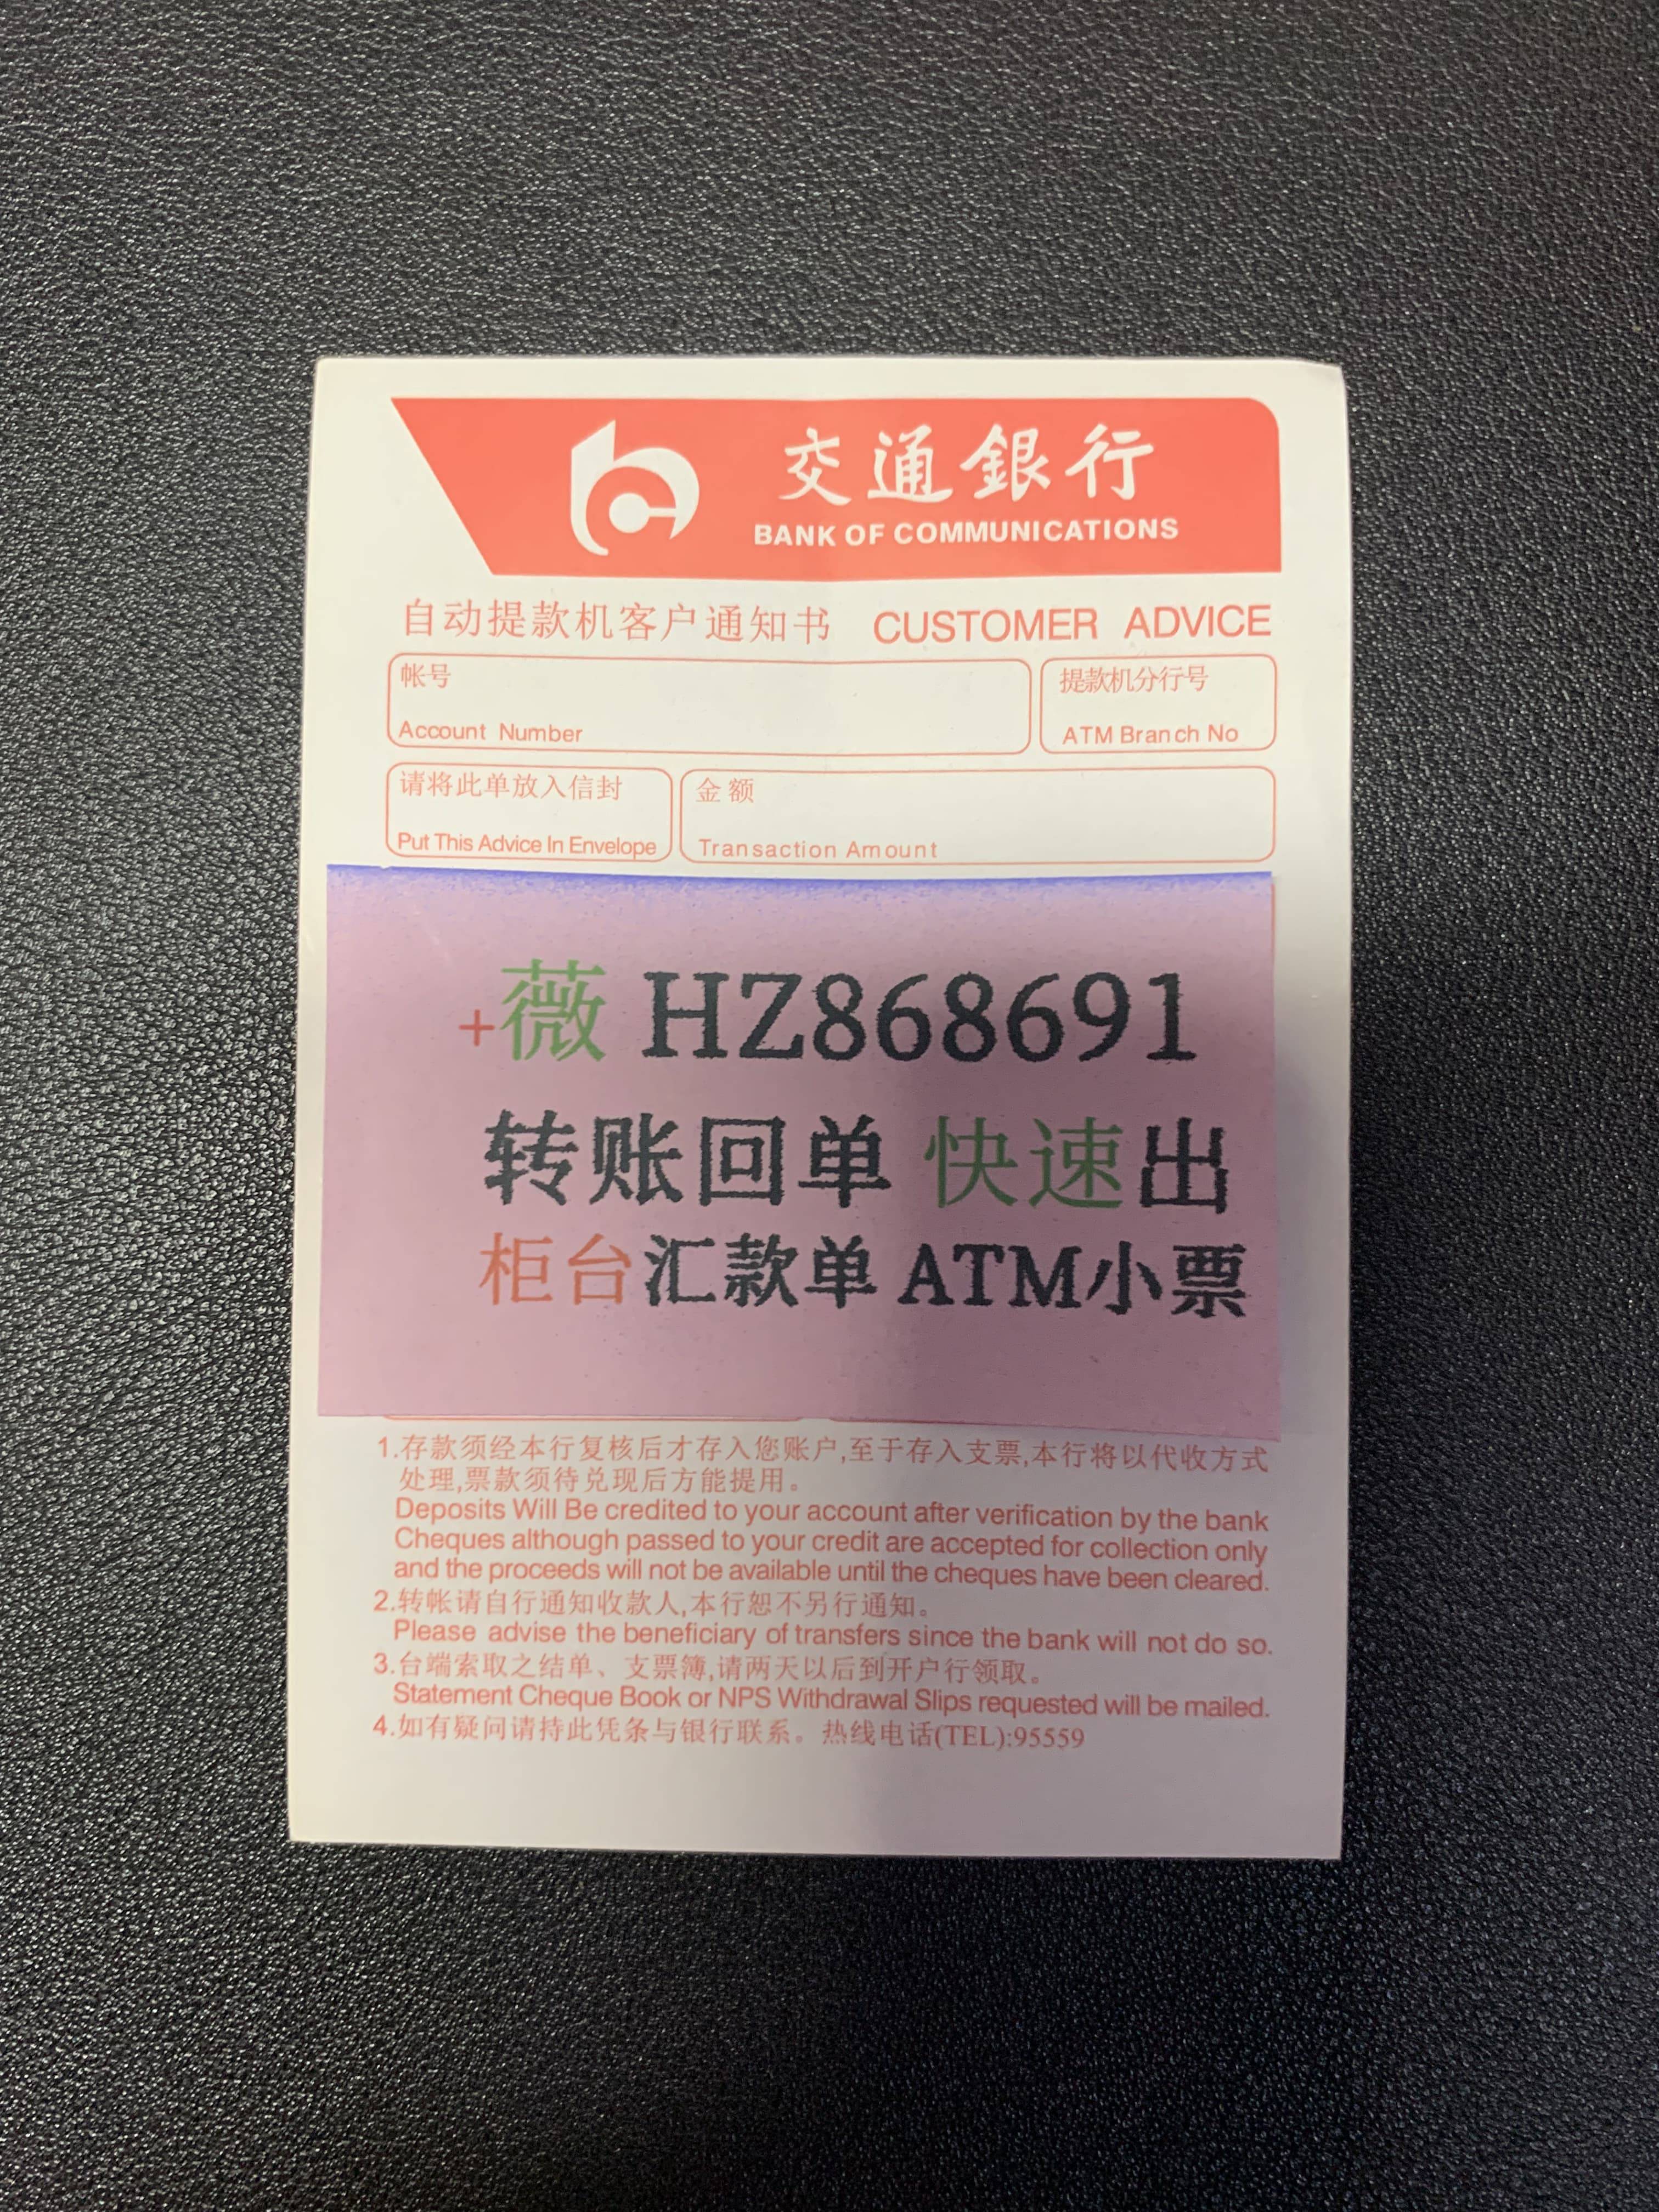 交通銀行
BANK OF COMMUNICATIONS
自动提款机客户通知书 CUSTOMER ADVICE
帐号
Account Number
提款机分行号
ATM Branch No
请将此单放入信封
Put This Advice In Envelope
金额
Transaction Amount
+薇 HZ868691
转账回单 快速出
柜台汇款单 ATM小票
1.存款须经本行复核后才存入您账户,至于存入支票,本行将以代收方式
处理,票款须待兑现后方能提用。
Deposits Will Be credited to your account after verification by the bank
Cheques although passed to your credit are accepted for collection only
and the proceeds will not be available until the cheques have been cleared.
2.转帐请自行通知收款人,本行恕不另行通知。
Please advise the beneficiary of transfers since the bank will not do so.
3.台端索取之结单、支票簿,请两天以后到开户行领取。
Statement Cheque Book or NPS Withdrawal Slips requested will be mailed.
4.如有疑问请持此凭条与银行联系。热线电话(TEL):95559